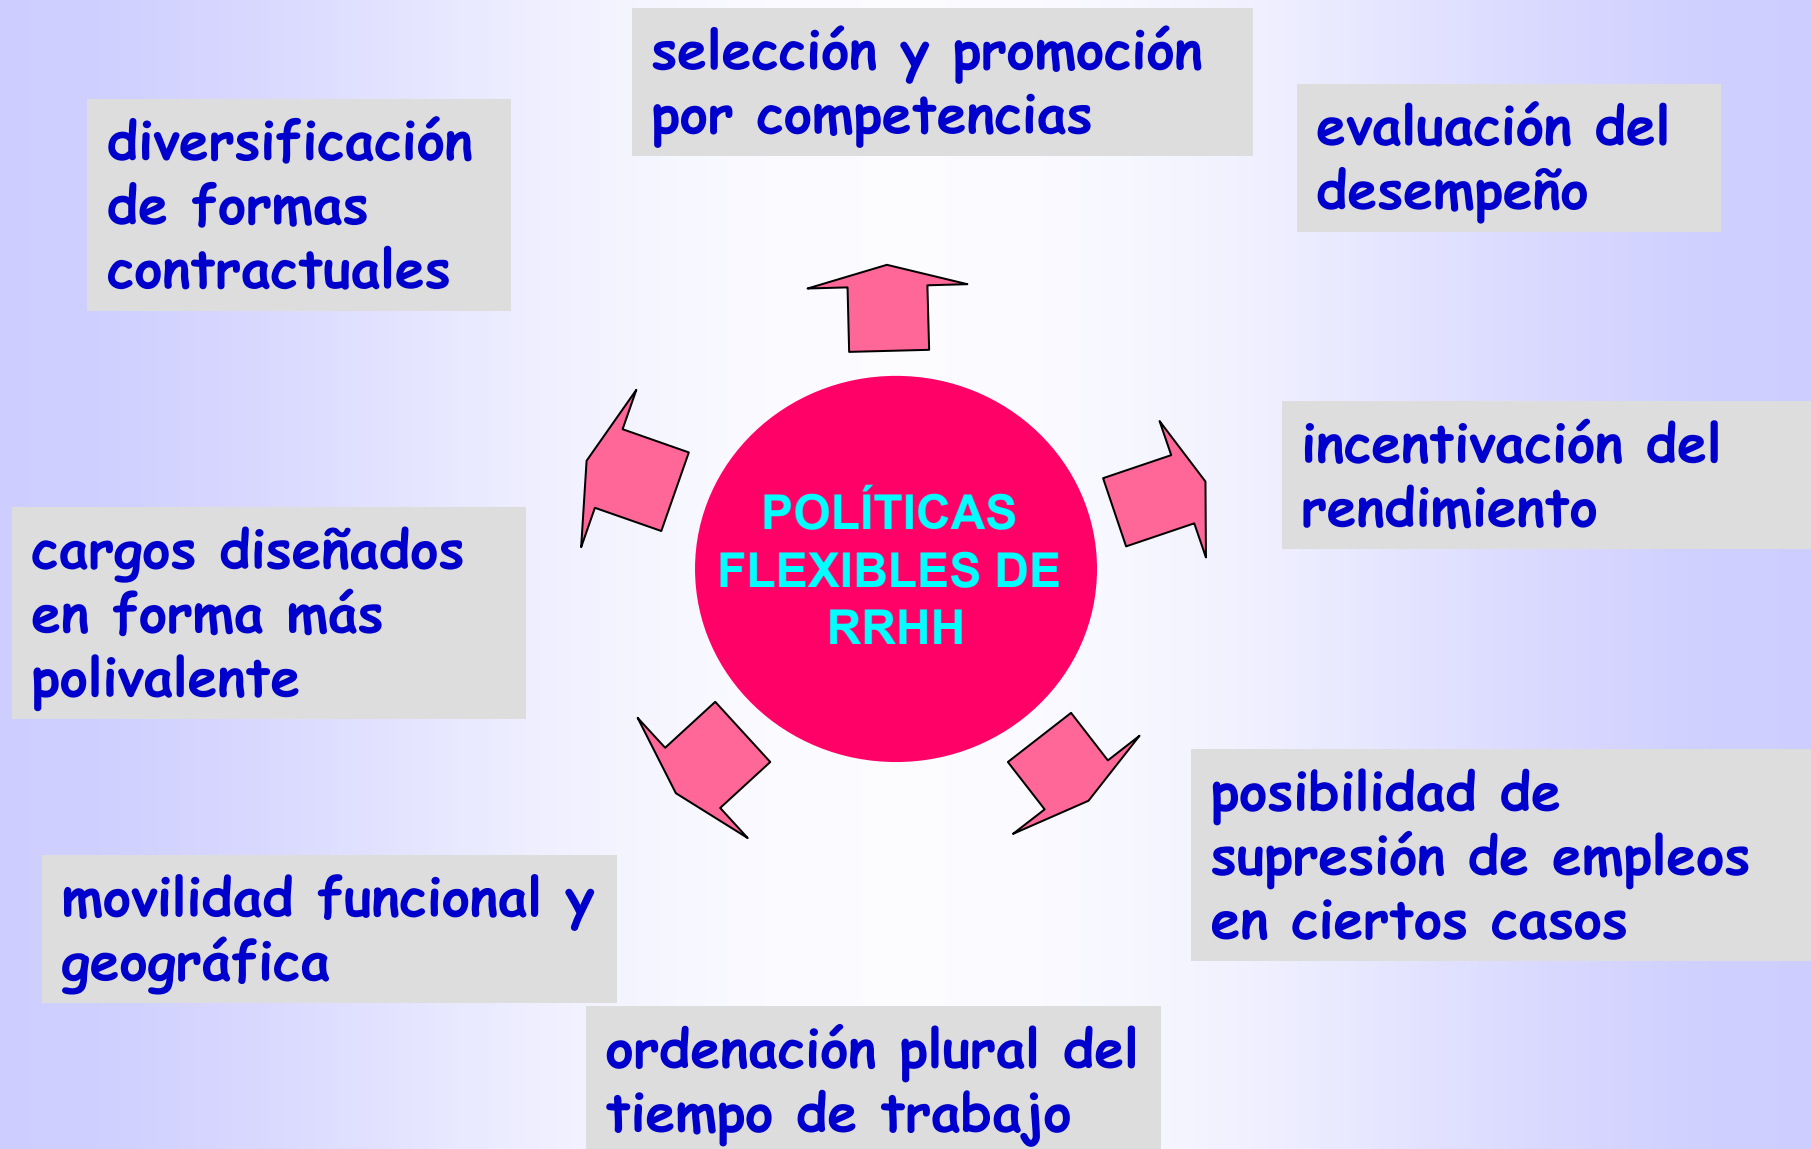 selección y promoción
por competencias
diversificación
de formas
contractuales
evaluación del
desempeño
incentivación del
rendimiento
POLÍTICAS
FLEXIBLES DE
RRHH
cargos diseñados
en forma más
polivalente
posibilidad de
supresión de empleos
en ciertos casos
movilidad funcional y
geográfica
ordenación plural del
tiempo de trabajo